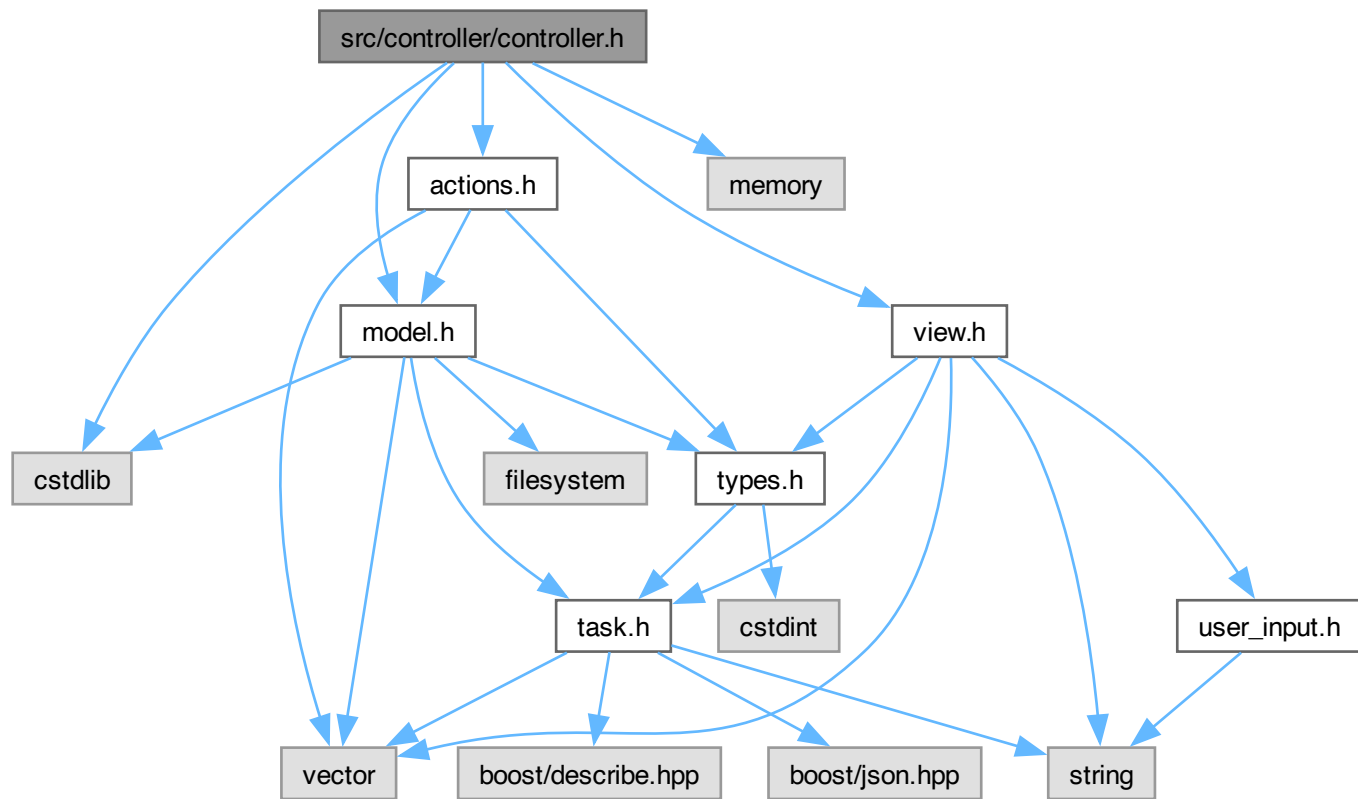 src/controller/controller.h
actions.h
memory
model.h
view.h
cstdlib
filesystem
types.h
task.h
cstdint
user_input.h
vector
boost/describe.hpp
boost/json.hpp
string